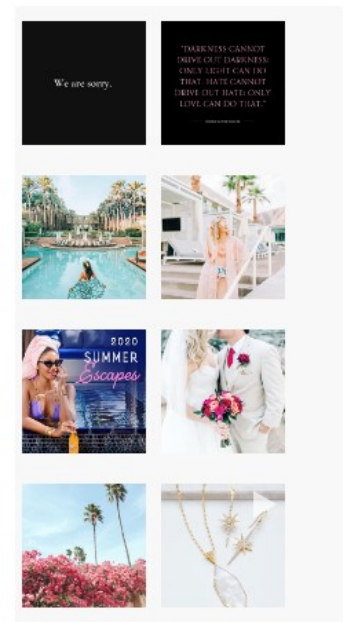 We are sorry.
"DARKNESS CANNOT
DRIVE OUT DARKNESS;
ONLY LIGHT CAN DO
THAT. HATE CANNOT
DRIVE OUT HATE; ONLY
LOVE CAN DO THAT."
2020
SUMMER
Escapes